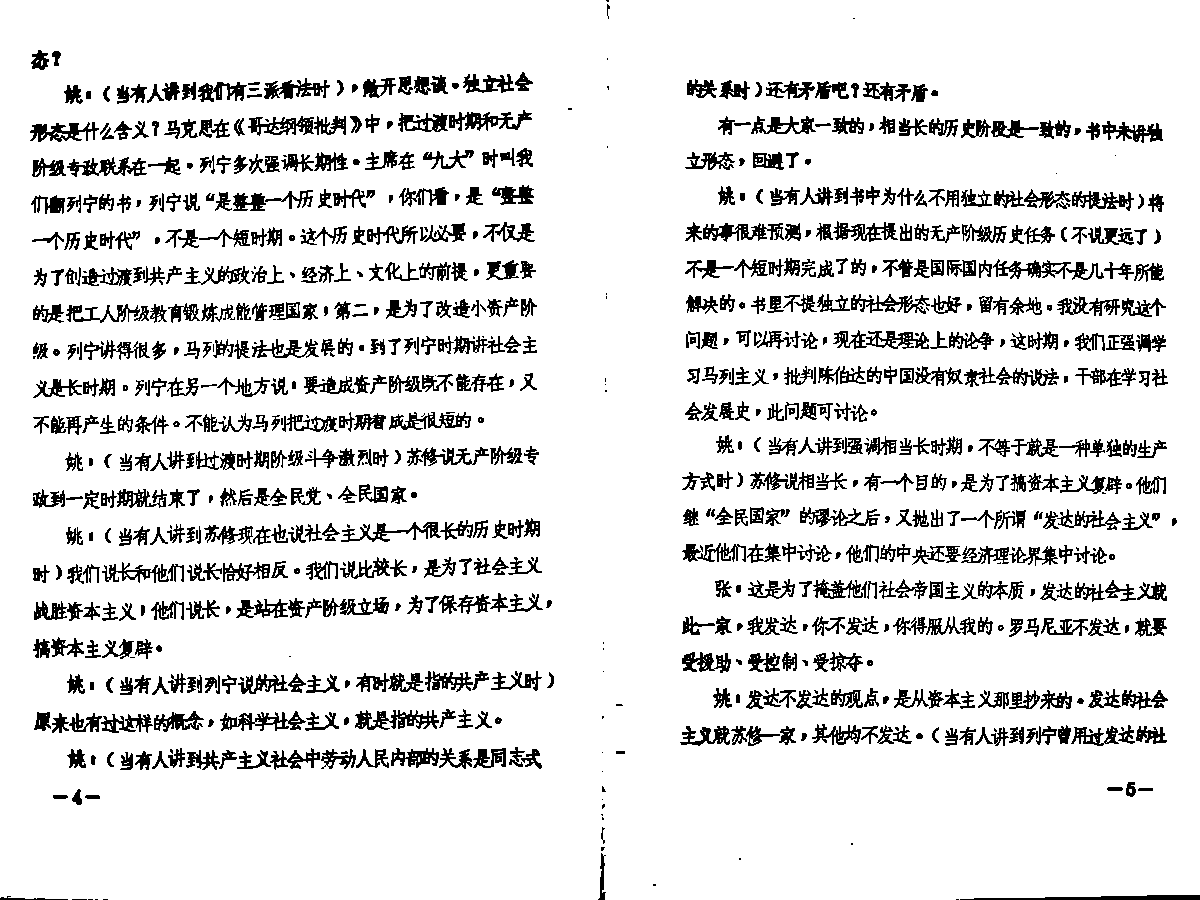 态？
姚：（当有人讲到我们有三派看法时），敞开思想谈。独立社会
形态是什么含义？马克思在《哥达纲领批判》中，把过渡时期和无产
阶级专政联系在一起。列宁多次强调长期性。主席在“九大”时叫我
们翻列宁的书，列宁说“是整整一个历史时代”，你们看，是“整整
一个历史时代”，不是一个短时期。这个历史时代所以必要，不仅是
为了创造过渡到共产主义的政治上、经济上、文化上的前提，更重要
的是把工人阶级教育锻炼成能管理国家；第二，是为了改造小资产阶
级。列宁讲得很多，马列的提法也是发展的。到了列宁时期讲社会主
义是长时期。列宁在另一个地方说：要造成资产阶级既不能存在，又
不能再产生的条件。不能认为马列把过渡时期看成是很短的。
姚：（当有人讲到过渡时期阶级斗争激烈时）苏修说无产阶级专
政到一定时期就结束了，然后是全民党、全民国家。
姚：（当有人讲到苏修现在也说社会主义是一个很长的历史时期
时）我们说长和他们说长恰好相反。我们说比较长，是为了社会主义
战胜资本主义；他们说长，是站在资产阶级立场，为了保存资本主义，
搞资本主义复辟。
姚：（当有人讲到列宁说的社会主义，有时就是指的共产主义时）
原来也有过这样的概念，如科学社会主义，就是指的共产主义。
姚：（当有人讲到共产主义社会中劳动人民内部的关系是同志式
—4—
的关系时）还有矛盾吧？还有矛盾。
有一点是大家一致的，相当长的历史阶段是一致的，书中未讲独
立形态，回避了。
姚：（当有人讲到书中为什么不用独立的社会形态的提法时）将
来的事很难预测，根据现在提出的无产阶级历史任务（不说更远了）
不是一个短时期完成了的，不管是国际国内任务确实不是几十年所能
解决的。书里不提独立的社会形态也好，留有余地。我没有研究这个
问题，可以再讨论，现在还是理论上的论争，这时期，我们正强调学
习马列主义，批判陈伯达的中国没有奴隶社会的说法，干部在学习社
会发展史，此问题可讨论。
姚：（当有人讲到强调相当长时期，不等于就是一种单独的生产
方式时）苏修说相当长，有一个目的，是为了搞资本主义复辟。他们
继“全民国家”的谬论之后，又抛出了一个所谓“发达的社会主义”，
最近他们在集中讨论，他们的中央还要经济理论界集中讨论。
张：这是为了掩盖他们社会帝国主义的本质，发达的社会主义就
此一家，我发达，你不发达，你得服从我的。罗马尼亚不发达，就要
受援助、受控制、受掠夺。
姚：发达不发达的观点，是从资本主义那里抄来的。发达的社会
主义就苏修一家，其他均不发达。（当有人讲到列宁曾用过发达的社
—5—